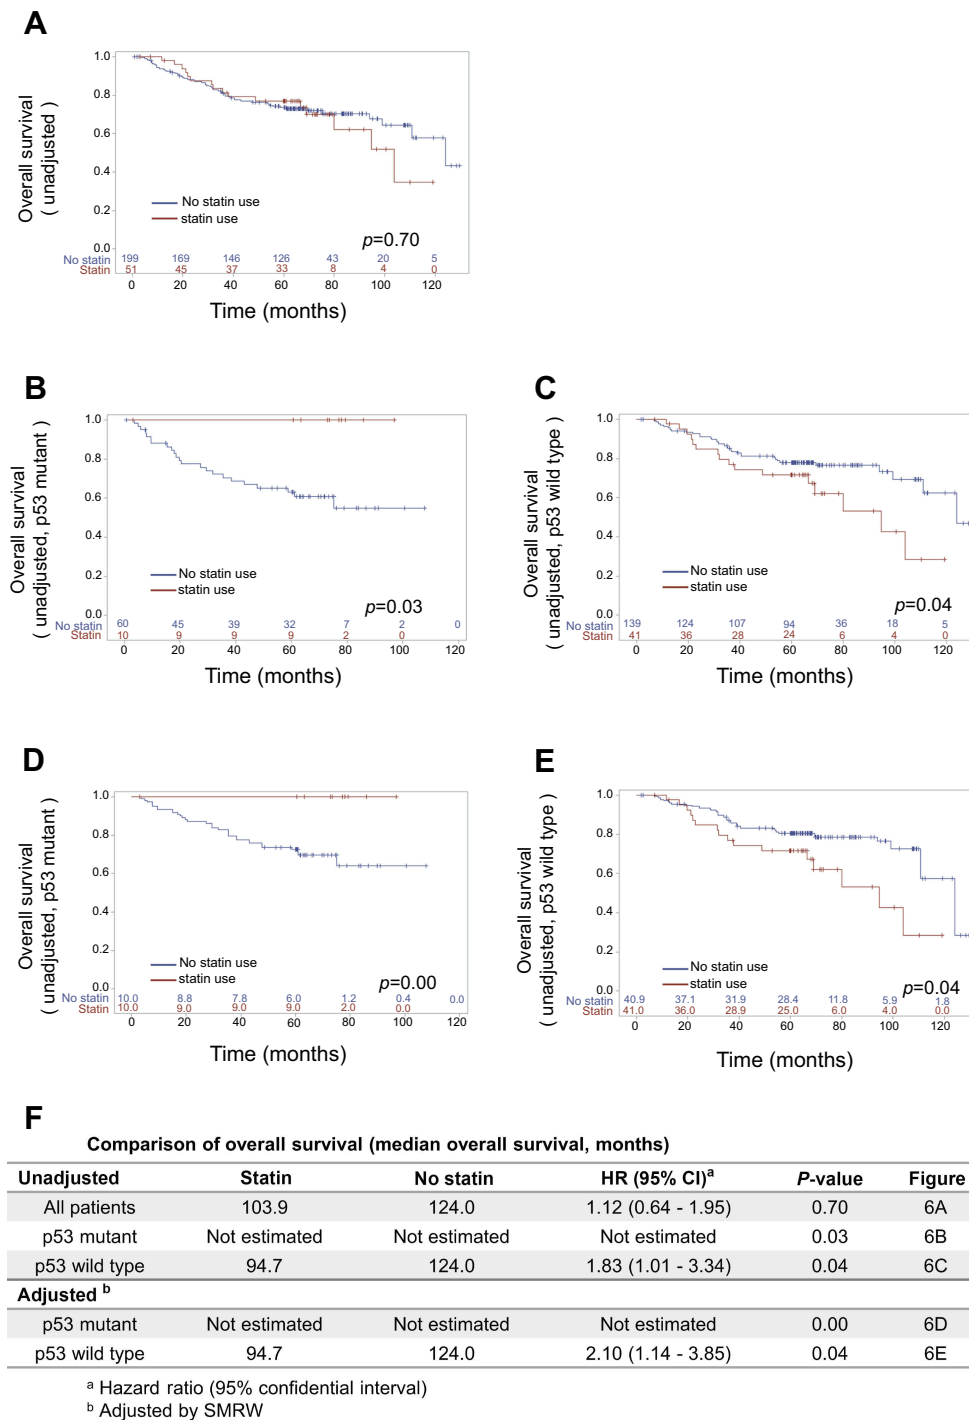 A
Overall survival
( unadjusted )
1.0
0.8
0.6
0.4
0.2
0.0
No statin use
statin use
p=0.70
No statin 199 169 146 126 43 20 5
Statin 51 45 37 33 8 4 0
0 20 40 60 80 100 120
Time (months)
B
Overall survival
( unadjusted, p53 mutant )
1.0
0.8
0.6
0.4
0.2
0.0
No statin use
statin use
p=0.03
No statin 60 45 39 32 7 2 0
Statin 10 9 9 9 2 0
0 20 40 60 80 100 120
Time (months)
C
Overall survival
( unadjusted, p53 wild type )
1.0
0.8
0.6
0.4
0.2
0.0
No statin use
statin use
p=0.04
No statin 139 124 107 94 36 18 5
Statin 41 36 28 24 6 4 0
0 20 40 60 80 100 120
Time (months)
D
Overall survival
( unadjusted, p53 mutant )
1.0
0.8
0.6
0.4
0.2
0.0
No statin use
statin use
p=0.00
No statin 10.0 8.8 7.8 6.0 1.2 0.4 0.0
Statin 10.0 9.0 9.0 9.0 2.0 0.0
0 20 40 60 80 100 120
Time (months)
E
Overall survival
( unadjusted, p53 wild type )
1.0
0.8
0.6
0.4
0.2
0.0
No statin use
statin use
p=0.04
No statin 40.9 37.1 31.9 28.4 11.8 5.9 1.8
Statin 41.0 36.0 28.9 25.0 6.0 4.0 0.0
0 20 40 60 80 100 120
Time (months)
F
Comparison of overall survival (median overall survival, months)
Unadjusted Statin No statin HR (95% CI)a P-value Figure
All patients 103.9 124.0 1.12 (0.64 - 1.95) 0.70 6A
p53 mutant Not estimated Not estimated Not estimated 0.03 6B
p53 wild type 94.7 124.0 1.83 (1.01 - 3.34) 0.04 6C
Adjusted b
p53 mutant Not estimated Not estimated Not estimated 0.00 6D
p53 wild type 94.7 124.0 2.10 (1.14 - 3.85) 0.04 6E
a Hazard ratio (95% confidential interval)
b Adjusted by SMRW